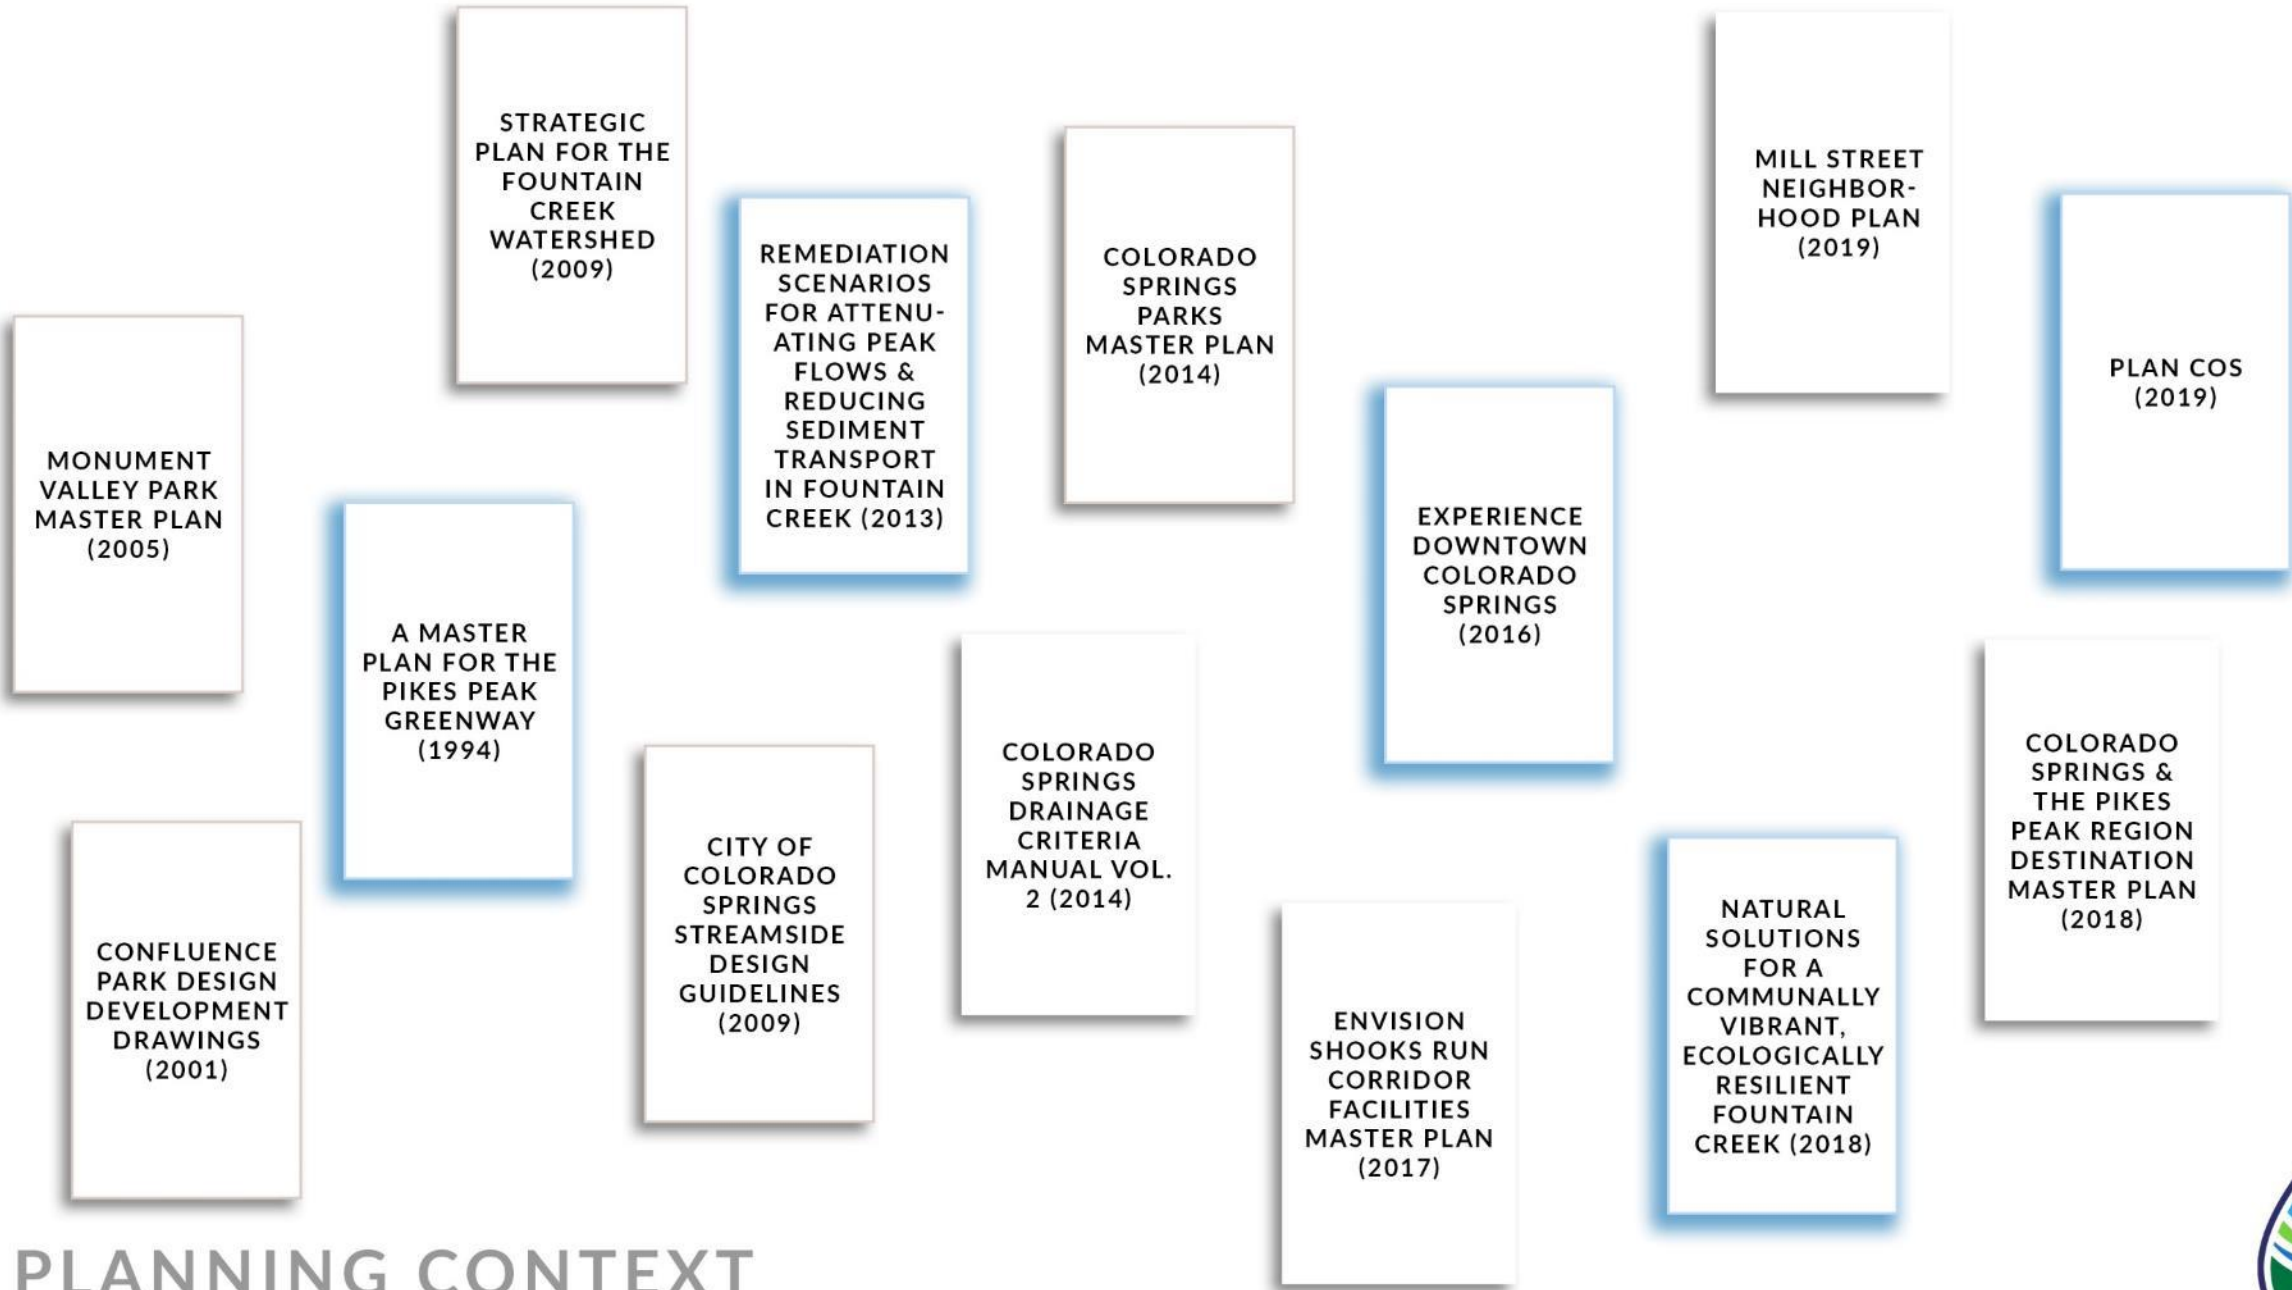 STRATEGIC
PLAN FOR THE
FOUNTAIN
CREEK
WATERSHED
(2009)
REMEDIATION
SCENARIOS
FOR ATTENU-
ATING PEAK
FLOWS &
REDUCING
SEDIMENT
TRANSPORT
IN FOUNTAIN
CREEK (2013)
COLORADO
SPRINGS
PARKS
MASTER PLAN
(2014)
MILL STREET
NEIGHBOR-
HOOD PLAN
(2019)
PLAN COS
(2019)
MONUMENT
VALLEY PARK
MASTER PLAN
(2005)
A MASTER
PLAN FOR THE
PIKES PEAK
GREENWAY
(1994)
EXPERIENCE
DOWNTOWN
COLORADO
SPRINGS
(2016)
CONFLUENCE
PARK DESIGN
DEVELOPMENT
DRAWINGS
(2001)
CITY OF
COLORADO
SPRINGS
STREAMSIDE
DESIGN
GUIDELINES
(2009)
COLORADO
SPRINGS
DRAINAGE
CRITERIA
MANUAL VOL.
2 (2014)
ENVISION
SHOOKS RUN
CORRIDOR
FACILITIES
MASTER PLAN
(2017)
NATURAL
SOLUTIONS
FOR A
COMMUNALLY
VIBRANT,
ECOLOGICALLY
RESILIENT
FOUNTAIN
CREEK (2018)
COLORADO
SPRINGS &
THE PIKES
PEAK REGION
DESTINATION
MASTER PLAN
(2018)
PLANNING CONTEXT